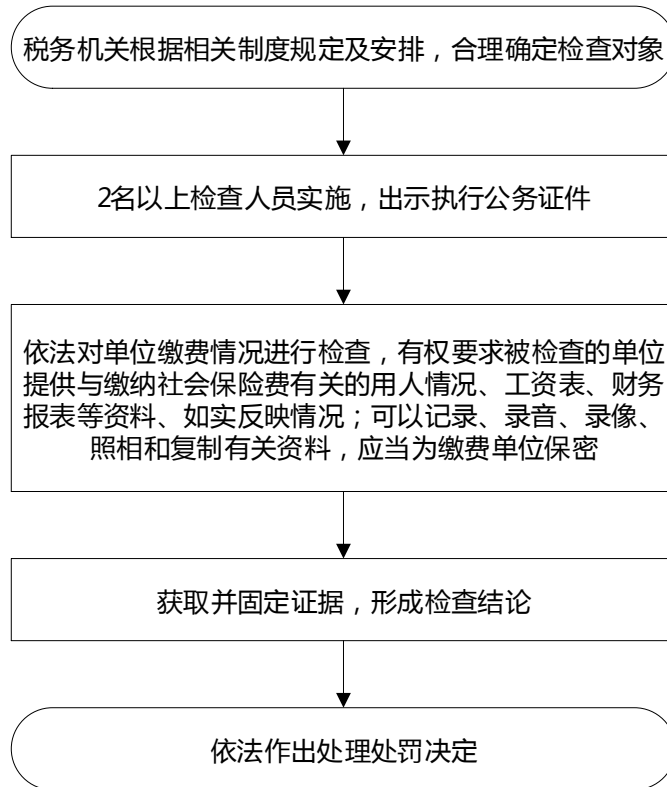 税务机关根据相关制度规定及安排，合理确定检查对象
2名以上检查人员实施，出示执行公务证件
依法对单位缴费情况进行检查，有权要求被检查的单位
提供与缴纳社会保险费有关的用人情况、工资表、财务
报表等资料、如实反映情况；可以记录、录音、录像、
照相和复制有关资料，应当为缴费单位保密
获取并固定证据，形成检查结论
依法作出处理处罚决定